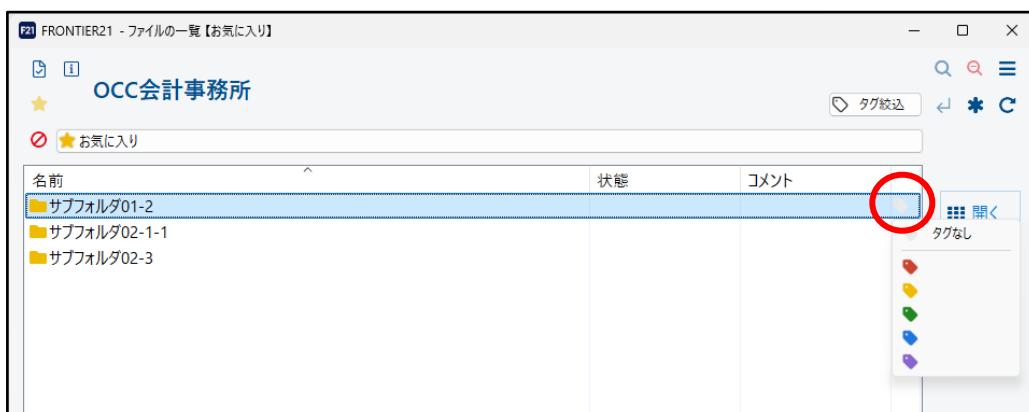 F21 FRONTIER21 - ファイルの一覧【お気に入り】
OCC会計事務所
タグ絞込
お気に入り
名前 状態 コメント
サブフォルダ01-2
開く
サブフォルダ02-1-1
タグなし
サブフォルダ02-3